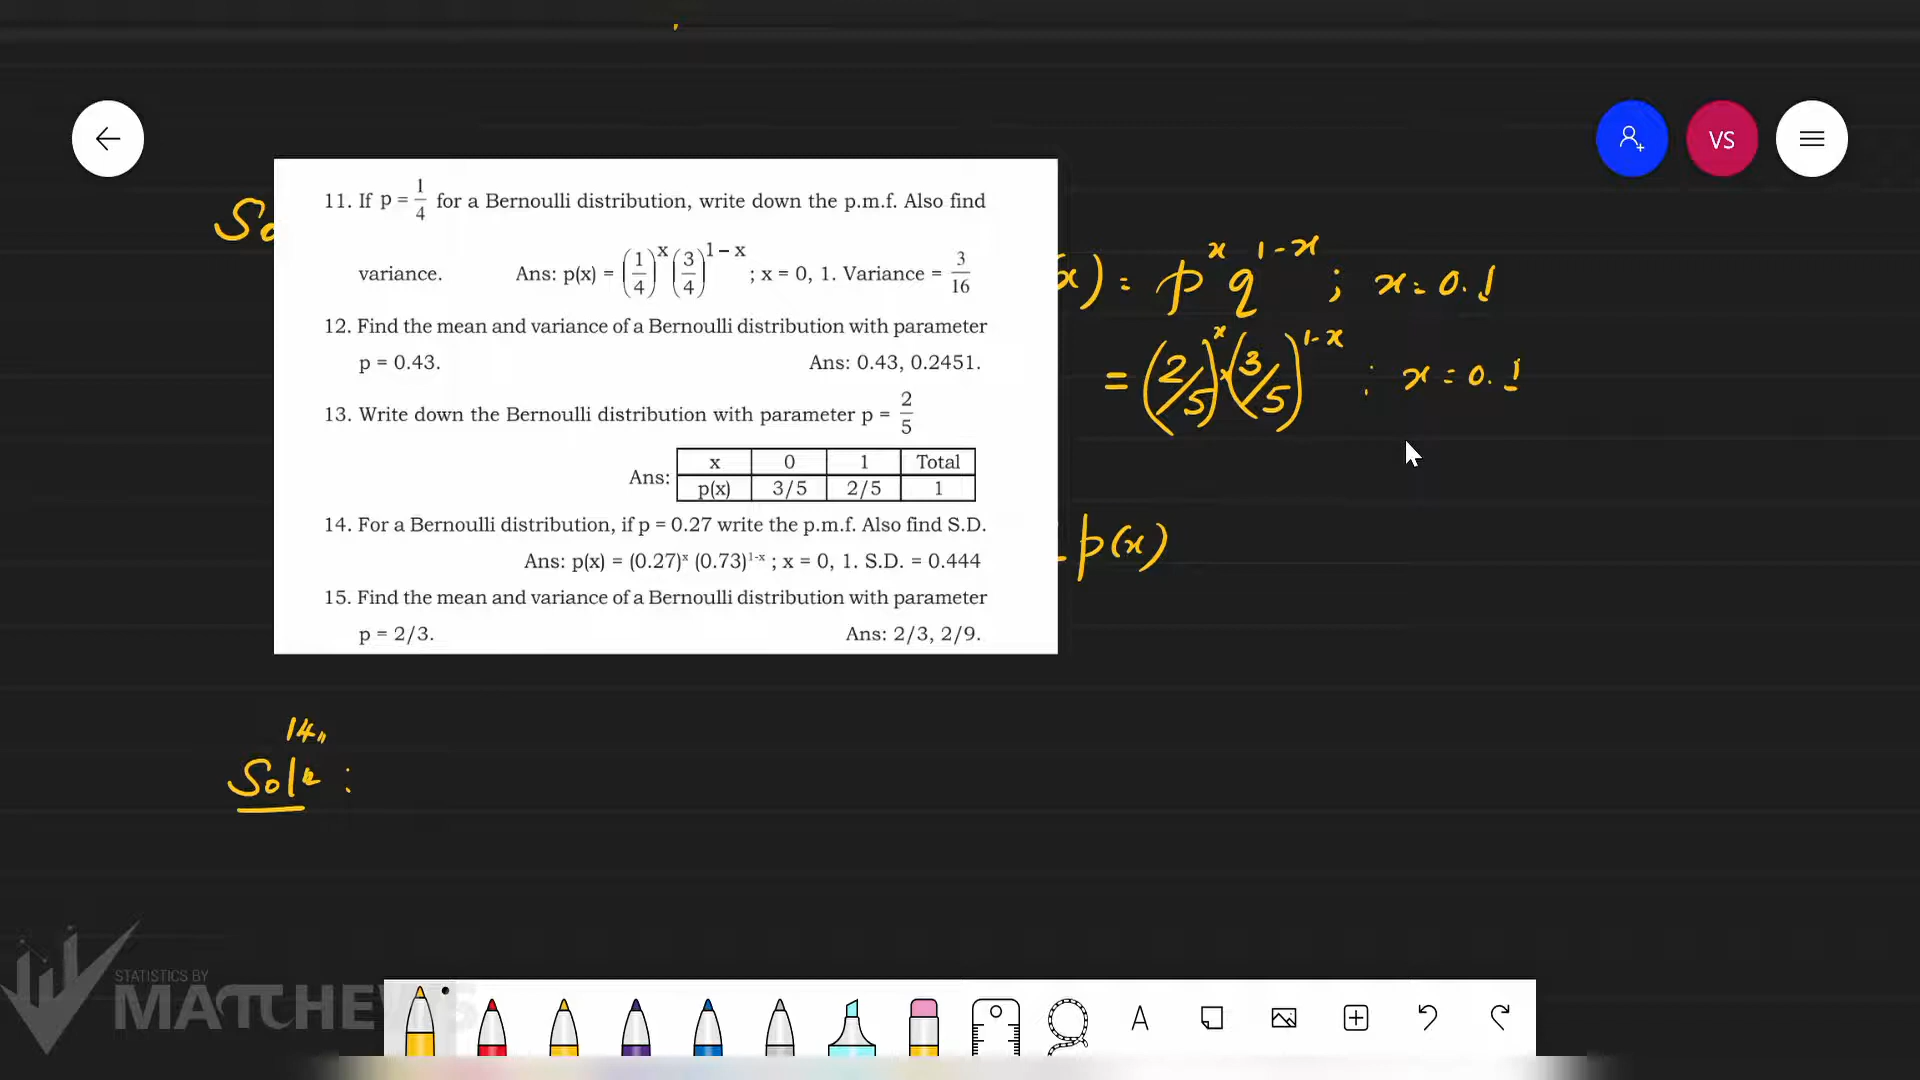 VS
11. If p = 1/4 for a Bernoulli distribution, write down the p.m.f. Also find
variance. Ans: p(x) = (1/4)^x (3/4)^(1 – x) ; x = 0, 1. Variance = 3/16
12. Find the mean and variance of a Bernoulli distribution with parameter
p = 0.43. Ans: 0.43, 0.2451.
13. Write down the Bernoulli distribution with parameter p = 2/5
Ans: x 0 1 Total
p(x) 3/5 2/5 1
14. For a Bernoulli distribution, if p = 0.27 write the p.m.f. Also find S.D.
Ans: p(x) = (0.27)^x (0.73)^(1-x) ; x = 0, 1. S.D. = 0.444
15. Find the mean and variance of a Bernoulli distribution with parameter
p = 2/3. Ans: 2/3, 2/9.
So
(x) = p^x q^(1-x) ; x = 0.1
= (2/5)^x (3/5)^(1-x) : x = 0.1
p(x)
14,,
Soln :
STATISTICS BY
MATTHEWS
A